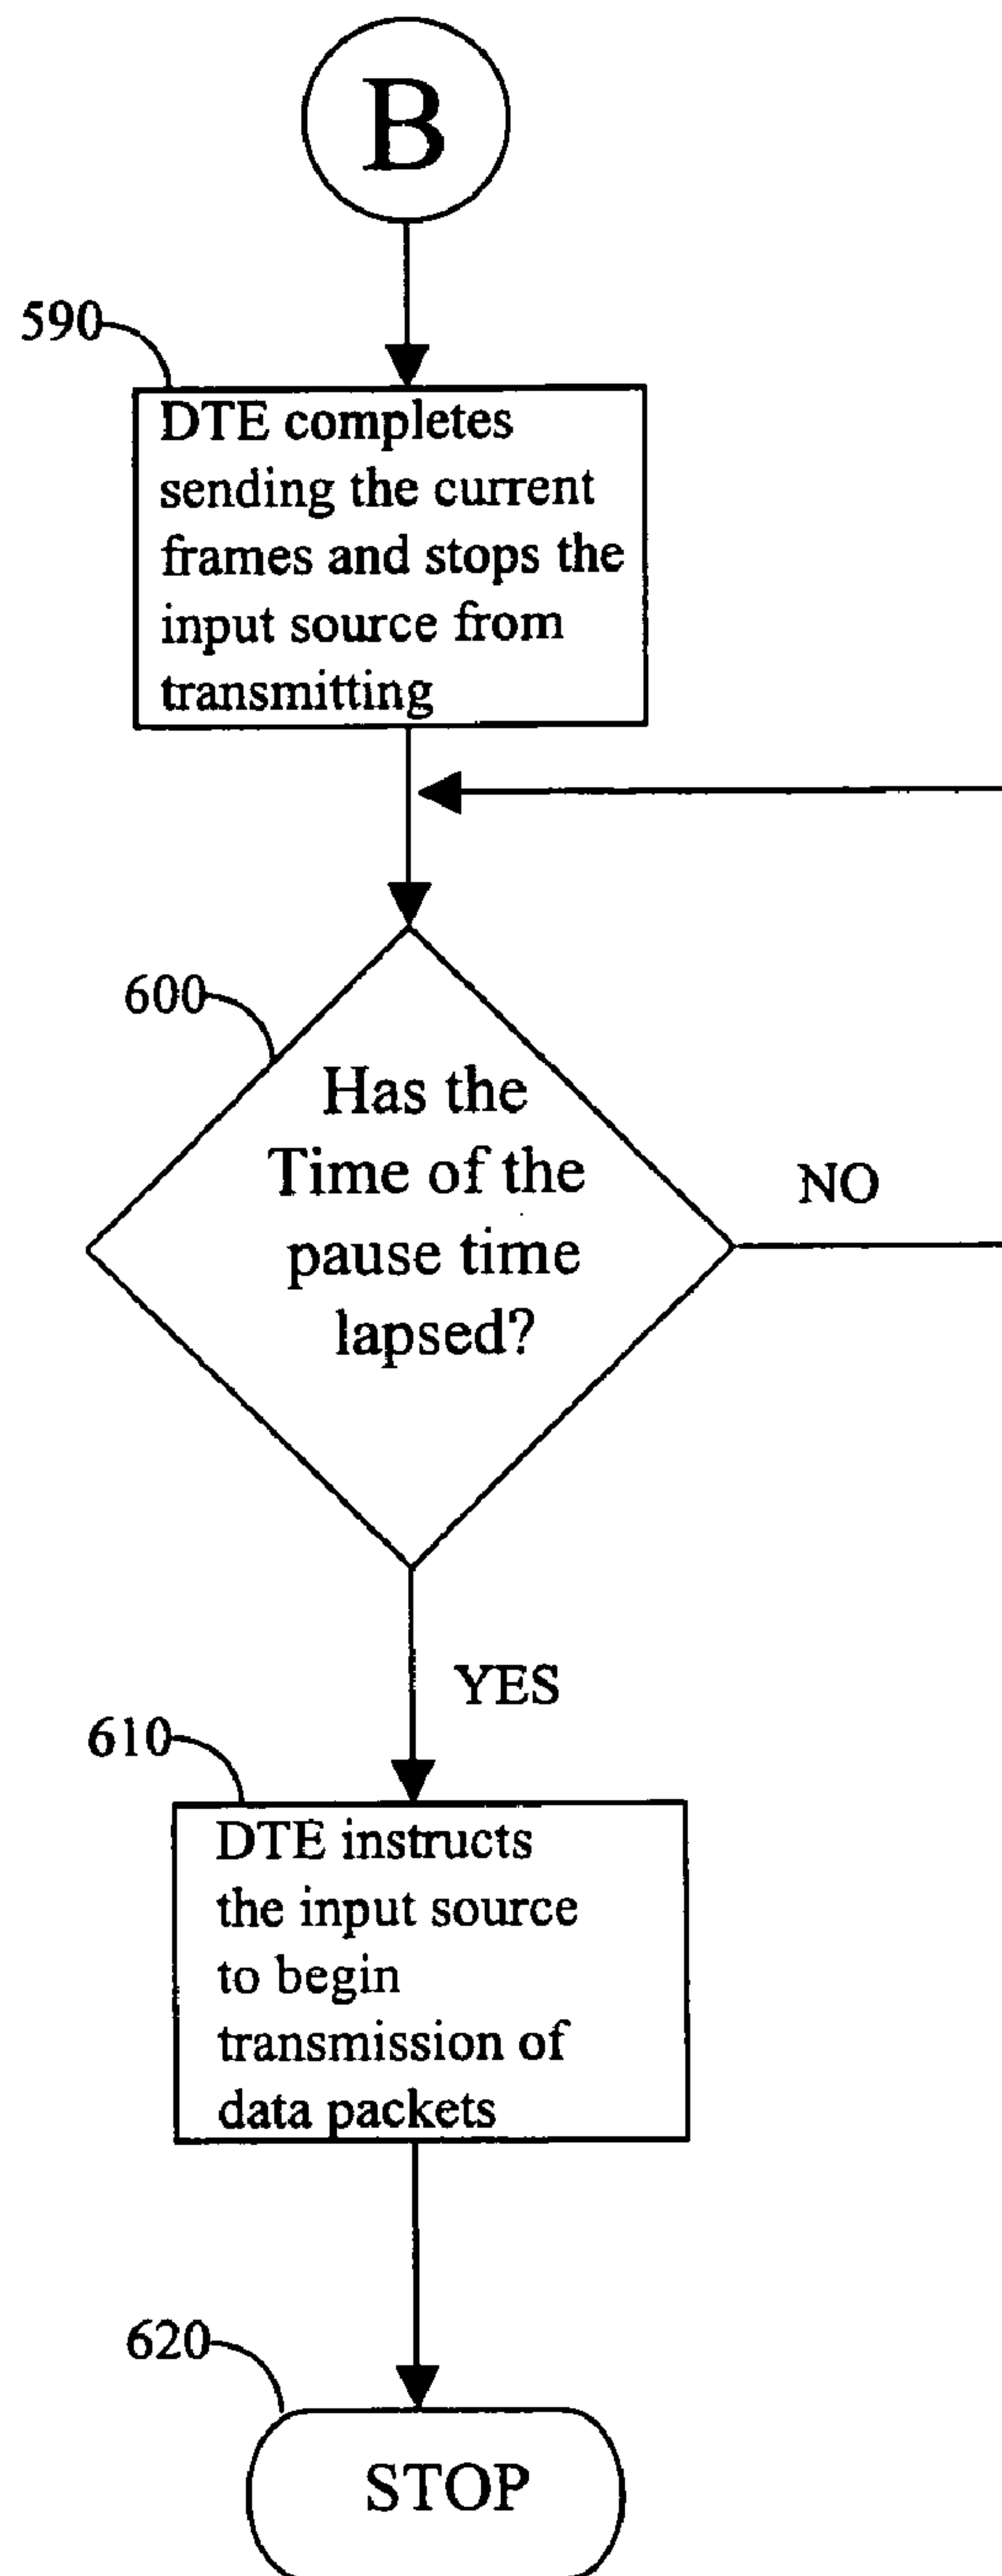 B
590
DTE completes
sending the current
frames and stops the
input source from
transmitting
600
Has the
Time of the
pause time
lapsed?
NO
YES
610
DTE instructs
the input source
to begin
transmission of
data packets
620
STOP